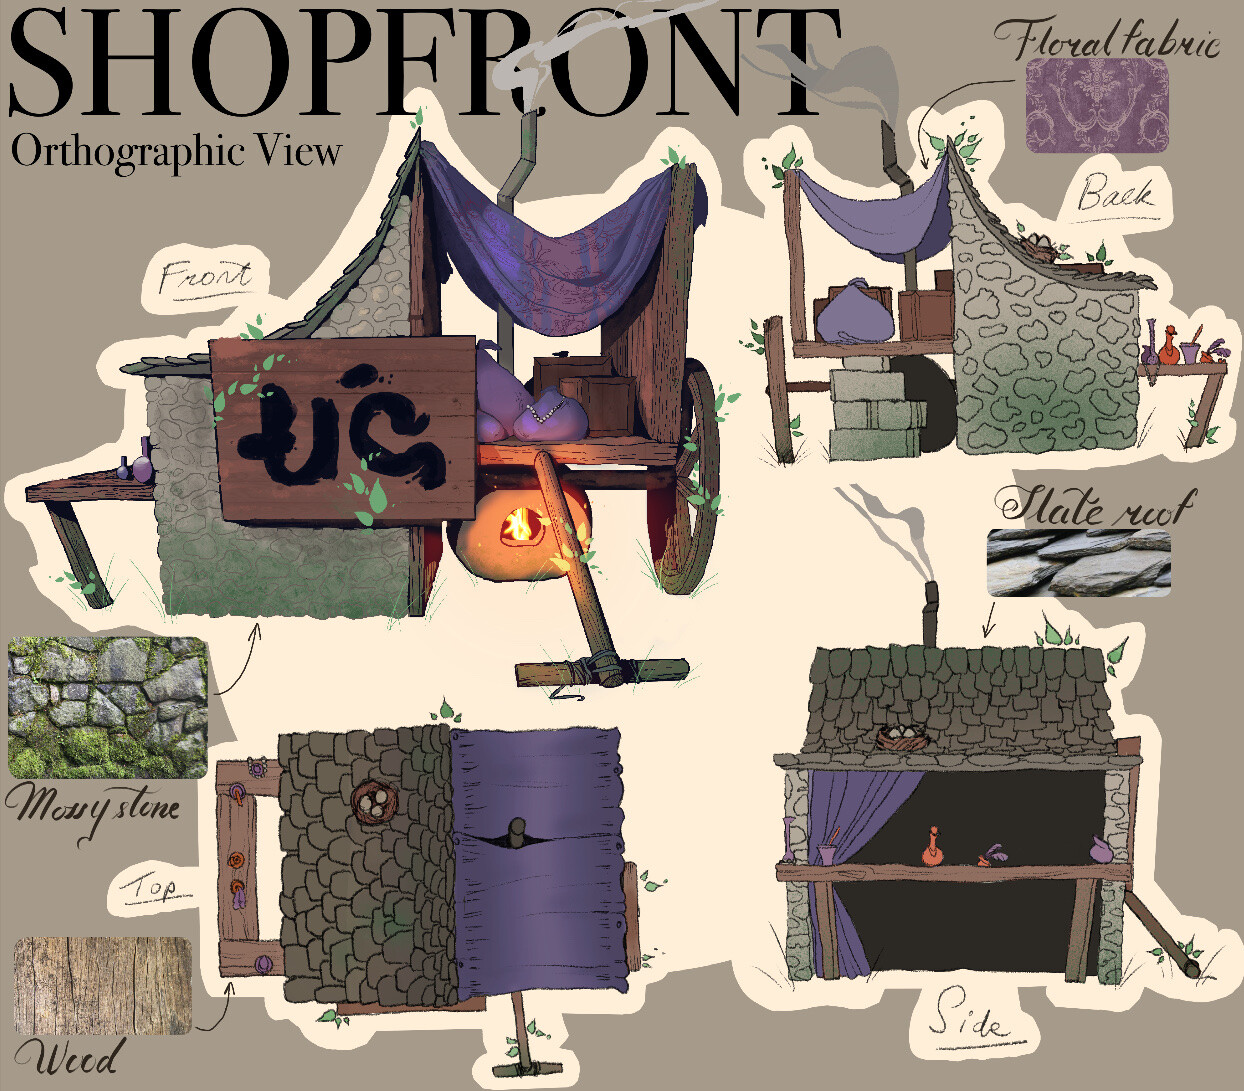 SHOPFRONT
Orthographic View
Floral fabric
Back
Front
Slate roof
Mossy stone
Top
Wood
Side